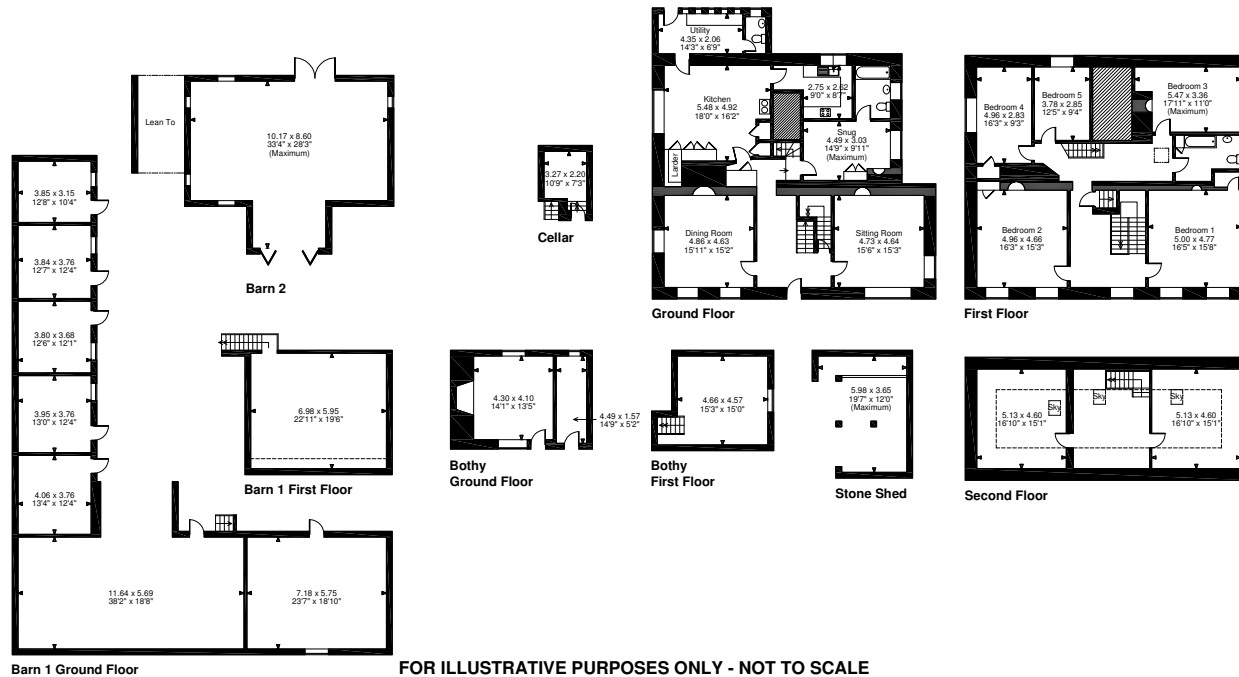 Lean To
10.17 x 8.60
33'4" x 28'3"
(Maximum)
Barn 2
3.85 x 3.15
12'8" x 10'4"
3.84 x 3.76
12'7" x 12'4"
3.80 x 3.68
12'6" x 12'1"
3.95 x 3.76
13'0" x 12'4"
4.06 x 3.76
13'4" x 12'4"
11.64 x 5.69
38'2" x 18'8"
7.18 x 5.75
23'7" x 18'10"
Barn 1 Ground Floor
6.98 x 5.95
22'11" x 19'6"
Barn 1 First Floor
3.27 x 2.20
10'9" x 7'3"
Cellar
Utility
4.35 x 2.06
14'3" x 6'9"
Kitchen
5.48 x 4.92
18'0" x 16'2"
2.75 x 2.62
9'0" x 8'7"
Snug
4.49 x 3.03
14'9" x 9'11"
(Maximum)
Larder
Dining Room
4.86 x 4.63
15'11" x 15'2"
Sitting Room
4.73 x 4.64
15'6" x 15'3"
Ground Floor
Bedroom 4
4.96 x 2.83
16'3" x 9'3"
Bedroom 5
3.78 x 2.85
12'5" x 9'4"
Bedroom 3
5.47 x 3.36
17'11" x 11'0"
(Maximum)
Bedroom 2
4.96 x 4.66
16'3" x 15'3"
Bedroom 1
5.00 x 4.77
16'5" x 15'8"
First Floor
4.30 x 4.10
14'1" x 13'5"
4.49 x 1.57
14'9" x 5'2"
Bothy
Ground Floor
4.66 x 4.57
15'3" x 15'0"
Bothy
First Floor
5.98 x 3.65
19'7" x 12'0"
(Maximum)
Stone Shed
5.13 x 4.60
16'10" x 15'1"
Sky
Sky
Sky
5.13 x 4.60
16'10" x 15'1"
Second Floor
FOR ILLUSTRATIVE PURPOSES ONLY - NOT TO SCALE